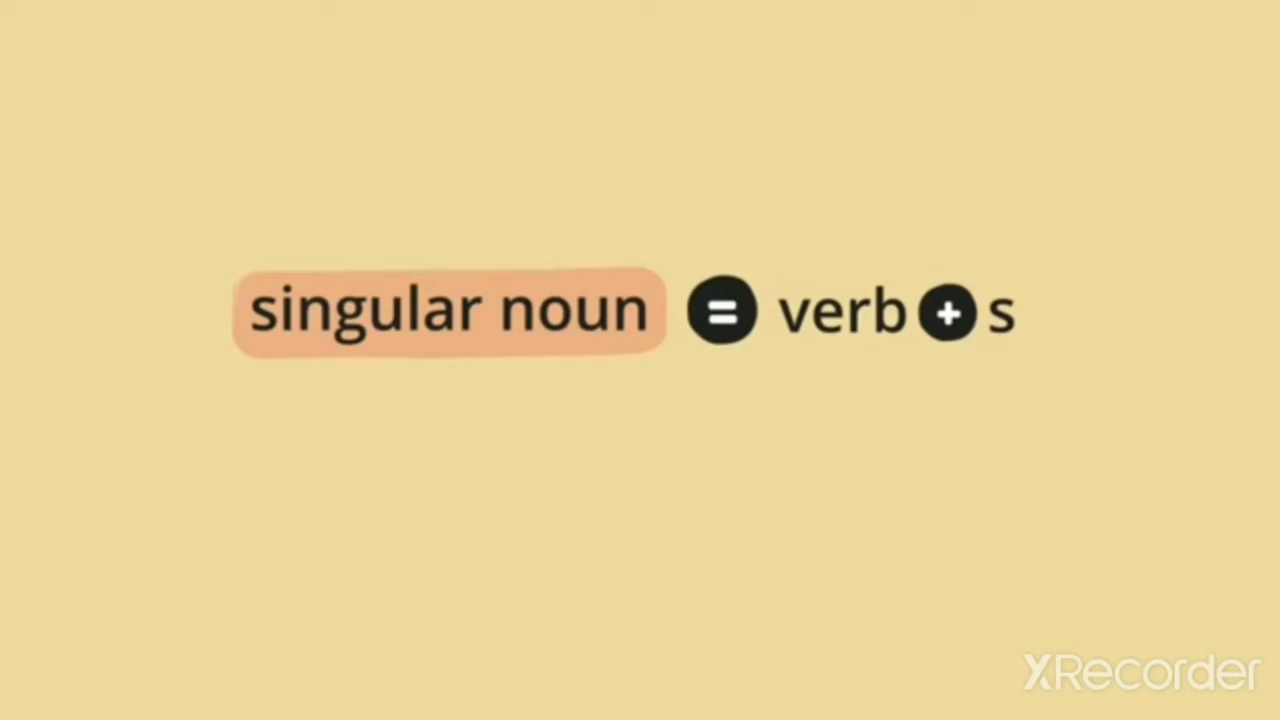 singular noun = verb + s
XRecorder